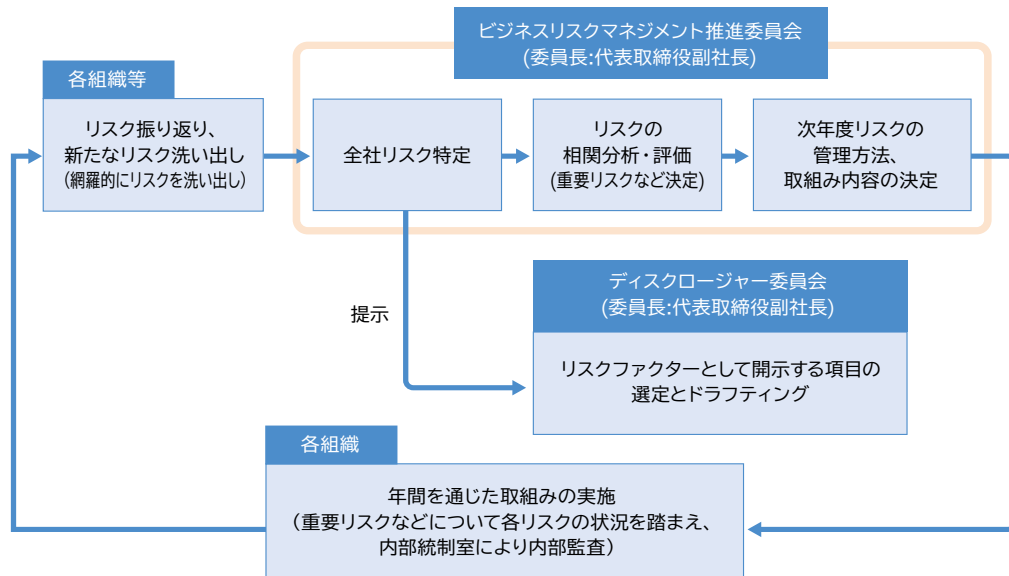 ビジネスリスクマネジメント推進委員会
(委員長:代表取締役副社長)
各組織等
リスク振り返り、
新たなリスク洗い出し
(網羅的にリスクを洗い出し)
全社リスク特定
リスクの
相関分析・評価
(重要リスクなど決定)
次年度リスクの
管理方法、
取組み内容の決定
提示
ディスクロージャー委員会
(委員長:代表取締役副社長)
リスクファクターとして開示する項目の
選定とドラフティング
各組織
年間を通じた取組みの実施
（重要リスクなどについて各リスクの状況を踏まえ、
内部統制室により内部監査）